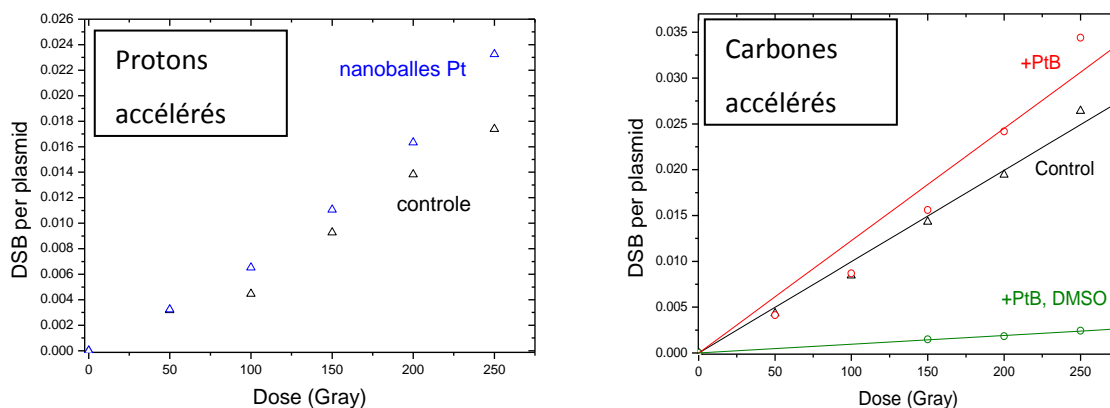 0.026
0.024
0.022
0.020
0.018
0.016
0.014
0.012
0.010
0.008
0.006
0.004
0.002
0.000
DSB per plasmid
Protons
accélérés
nanoballes Pt
controle
0 50 100 150 200 250
Dose (Gray)
0.035
0.030
0.025
0.020
0.015
0.010
0.005
0.000
DSB per plasmid
Carbones
accélérés
+PtB
Control
+PtB, DMSO
0 50 100 150 200 250
Dose (Gray)